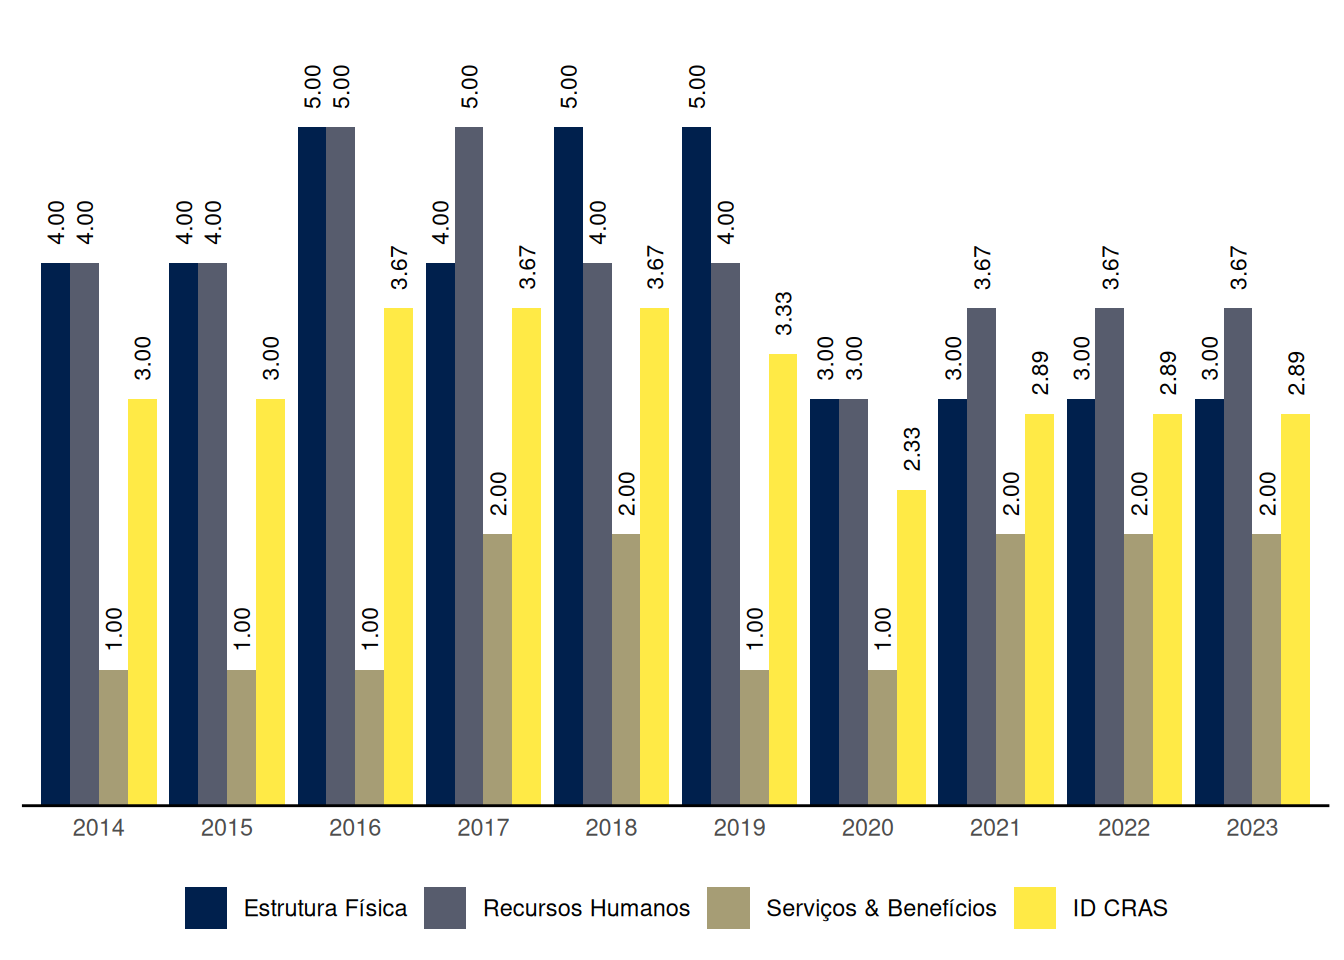 5.00 5.00 5.00 5.00 5.00
4.00 4.00 4.00 4.00 4.00 4.00 4.00
3.67 3.67 3.67 3.67 3.67 3.67
3.33
3.00 3.00 3.00 3.00 3.00 3.00 3.00
2.89 2.89 2.89
2.33
2.00 2.00 2.00 2.00 2.00
1.00 1.00 1.00 1.00 1.00
2014 2015 2016 2017 2018 2019 2020 2021 2022 2023
Estrutura Física Recursos Humanos Serviços & Benefícios ID CRAS